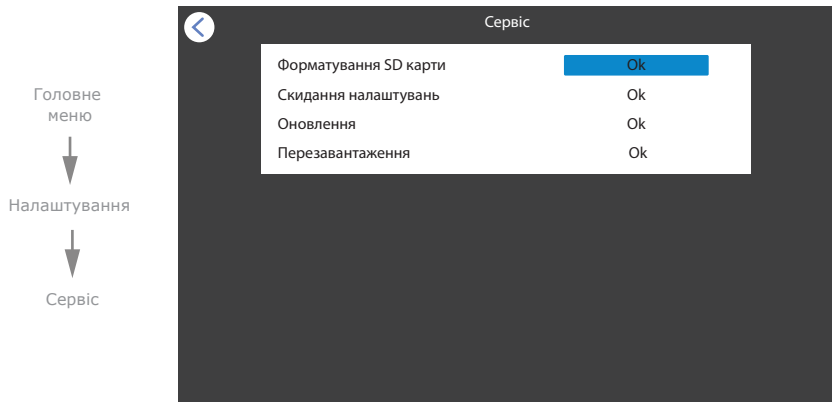 Головне
меню
Налаштування
Сервіс
Сервіс
Форматування SD карти Ok
Скидання налаштувань Ok
Оновлення Ok
Перезавантаження Ok